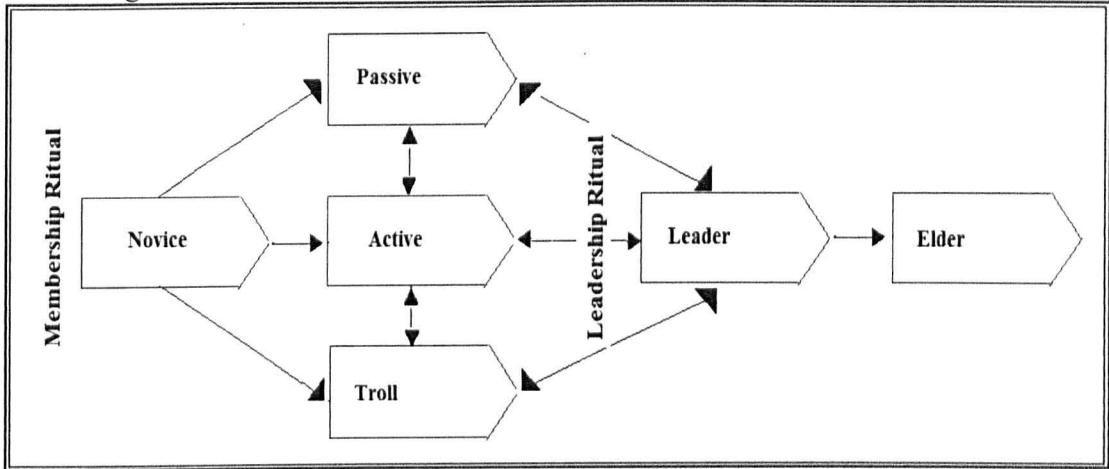 Membership Ritual
Novice
Passive
Active
Troll
Leadership Ritual
Leader
Elder